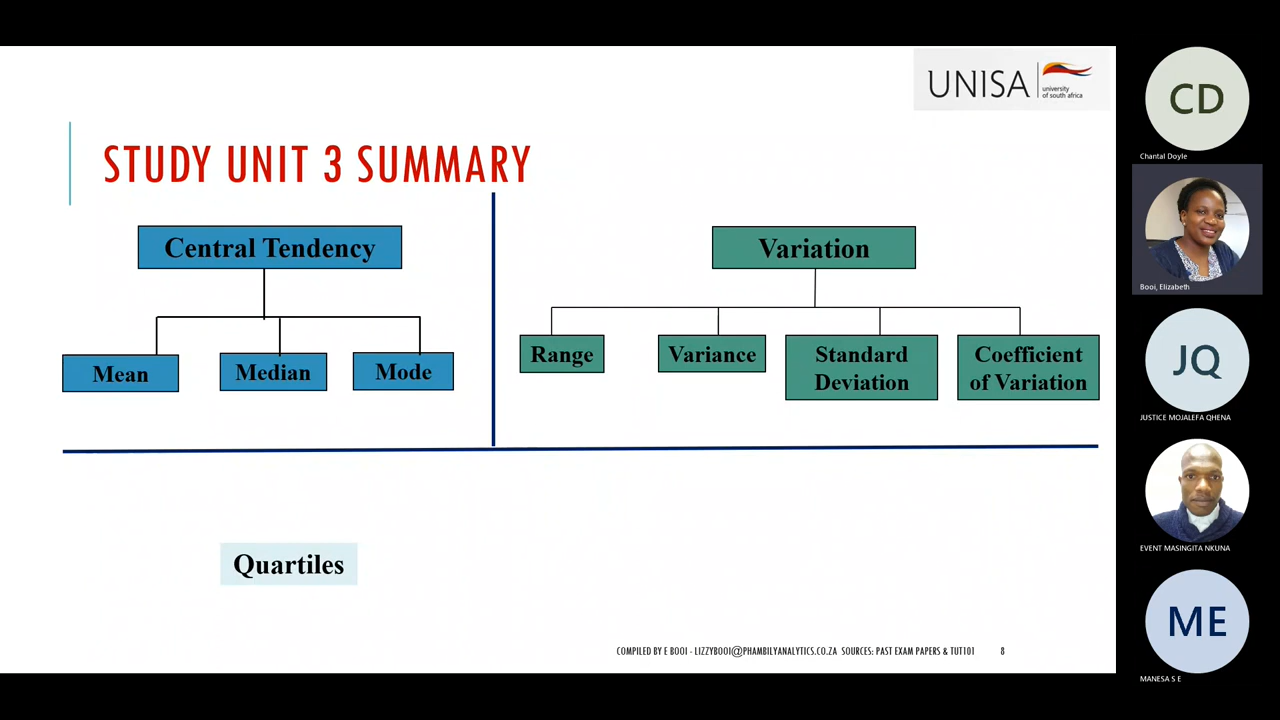 UNISA
university
of south africa
STUDY UNIT 3 SUMMARY
Central Tendency
Mean
Median
Mode
Variation
Range
Variance
Standard
Deviation
Coefficient
of Variation
Quartiles
COMPILED BY E BOOI - LIZZYBOOI@PHAMBILYANALYTICS.CO.ZA SOURCES: PAST EXAM PAPERS & TUT101 8
CD
Chantal Doyle
Booi, Elizabeth
JQ
JUSTICE MOJALEFA QHENA
EVENT MASINGITA NKUNA
ME
MANESA S E